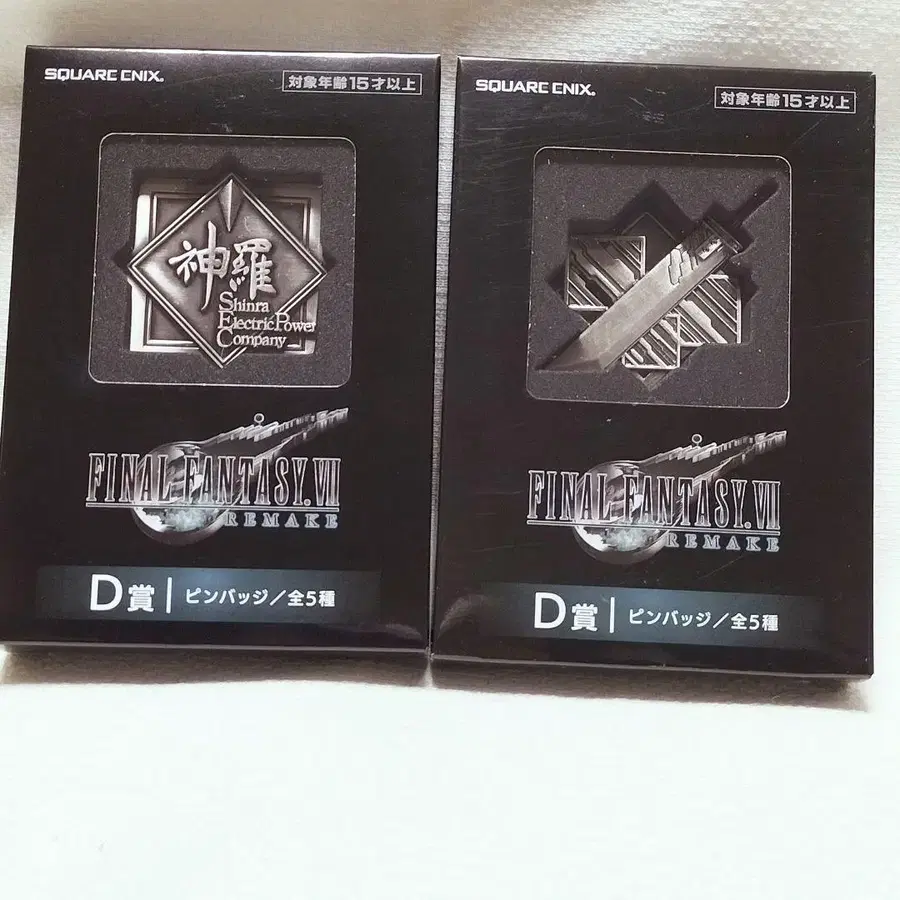 SQUARE ENIX®
対象年齢15才以上
神羅
Shinra
Electric Power
Company
FINAL FANTASY® VII
REMAKE
D賞 | ピンバッジ／全5種
SQUARE ENIX®
対象年齢15才以上
FINAL FANTASY® VII
REMAKE
D賞 | ピンバッジ／全5種